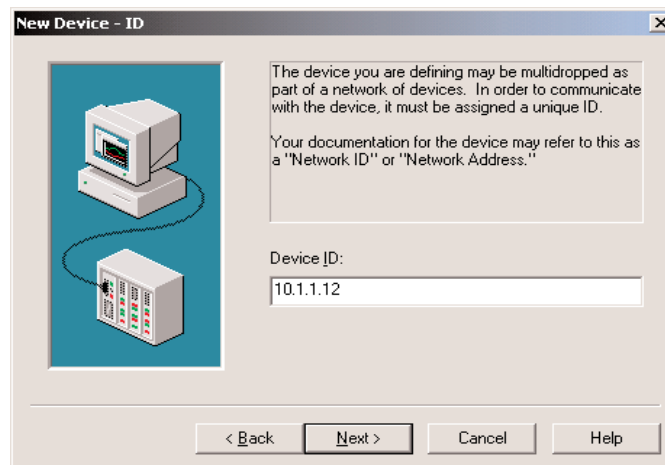 New Device - ID
The device you are defining may be multidropped as
part of a network of devices. In order to communicate
with the device, it must be assigned a unique ID.
Your documentation for the device may refer to this as
a "Network ID" or "Network Address."
Device ID:
10.1.1.12
< Back
Next >
Cancel
Help